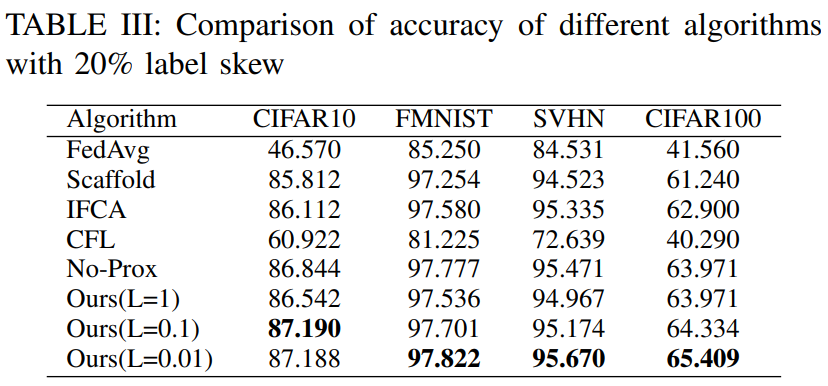 TABLE III: Comparison of accuracy of different algorithms
with 20% label skew
Algorithm CIFAR10 FMNIST SVHN CIFAR100
FedAvg 46.570 85.250 84.531 41.560
Scaffold 85.812 97.254 94.523 61.240
IFCA 86.112 97.580 95.335 62.900
CFL 60.922 81.225 72.639 40.290
No-Prox 86.844 97.777 95.471 63.971
Ours(L=1) 86.542 97.536 94.967 63.971
Ours(L=0.1) 87.190 97.701 95.174 64.334
Ours(L=0.01) 87.188 97.822 95.670 65.409